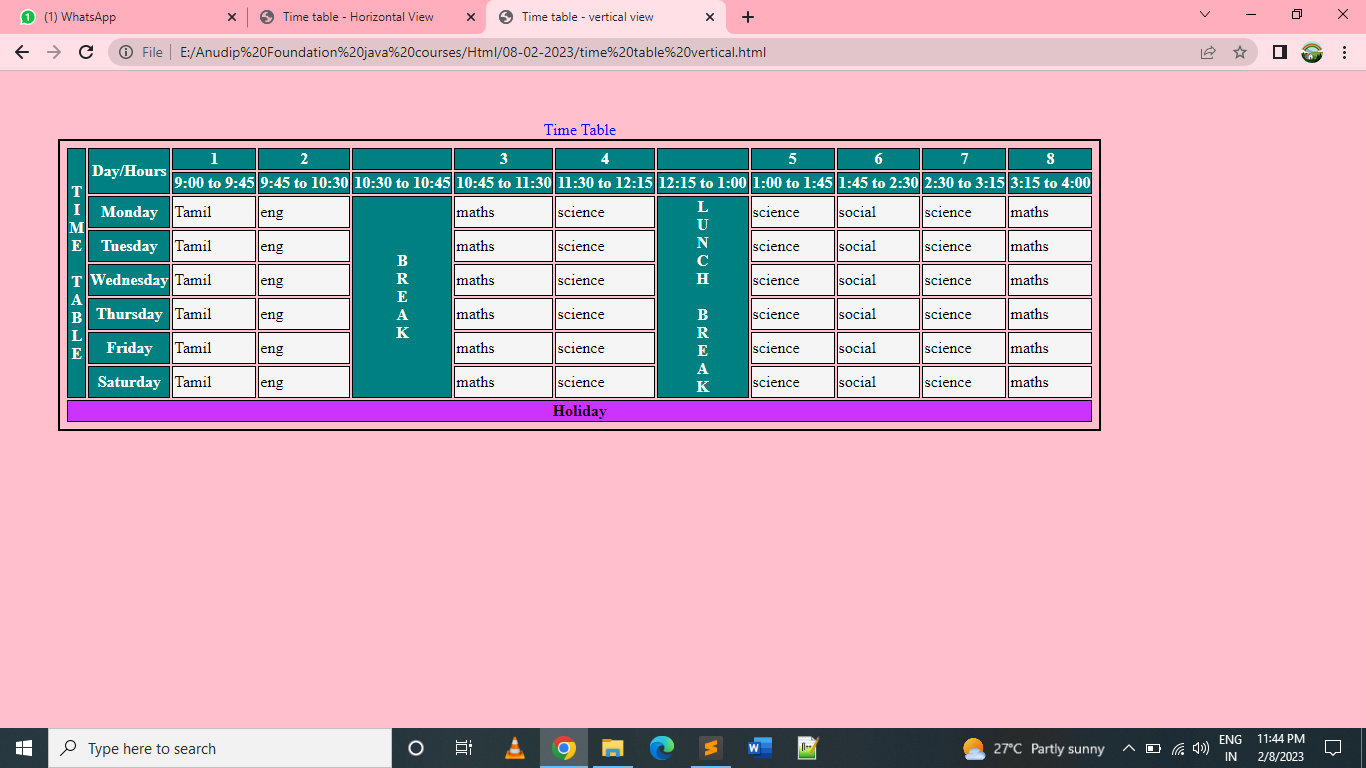 (1) WhatsApp
Time table - Horizontal View
Time table - vertical view
File
E:/Anudip%20Foundation%20java%20courses/Html/08-02-2023/time%20table%20vertical.html
Time Table
T
I
M
E
T
A
B
L
E
Day/Hours
1 2 3 4 5 6 7 8
9:00 to 9:45 9:45 to 10:30 10:30 to 10:45 10:45 to 11:30 11:30 to 12:15 12:15 to 1:00 1:00 to 1:45 1:45 to 2:30 2:30 to 3:15 3:15 to 4:00
B
R
E
A
K
L
U
N
C
H
B
R
E
A
K
Monday Tamil eng maths science science social science maths
Tuesday Tamil eng maths science science social science maths
Wednesday Tamil eng maths science science social science maths
Thursday Tamil eng maths science science social science maths
Friday Tamil eng maths science science social science maths
Saturday Tamil eng maths science science social science maths
Holiday
Type here to search
27°C Partly sunny
ENG
IN
11:44 PM
2/8/2023